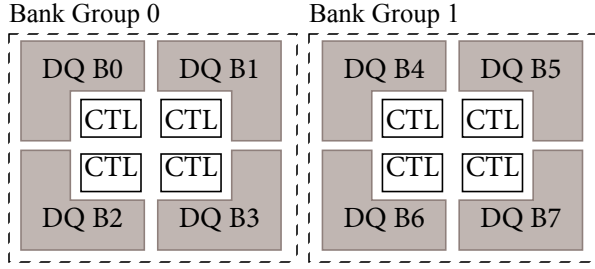 Bank Group 0 Bank Group 1
DQ B0 DQ B1 DQ B4 DQ B5
CTL CTL CTL CTL
CTL CTL CTL CTL
DQ B2 DQ B3 DQ B6 DQ B7